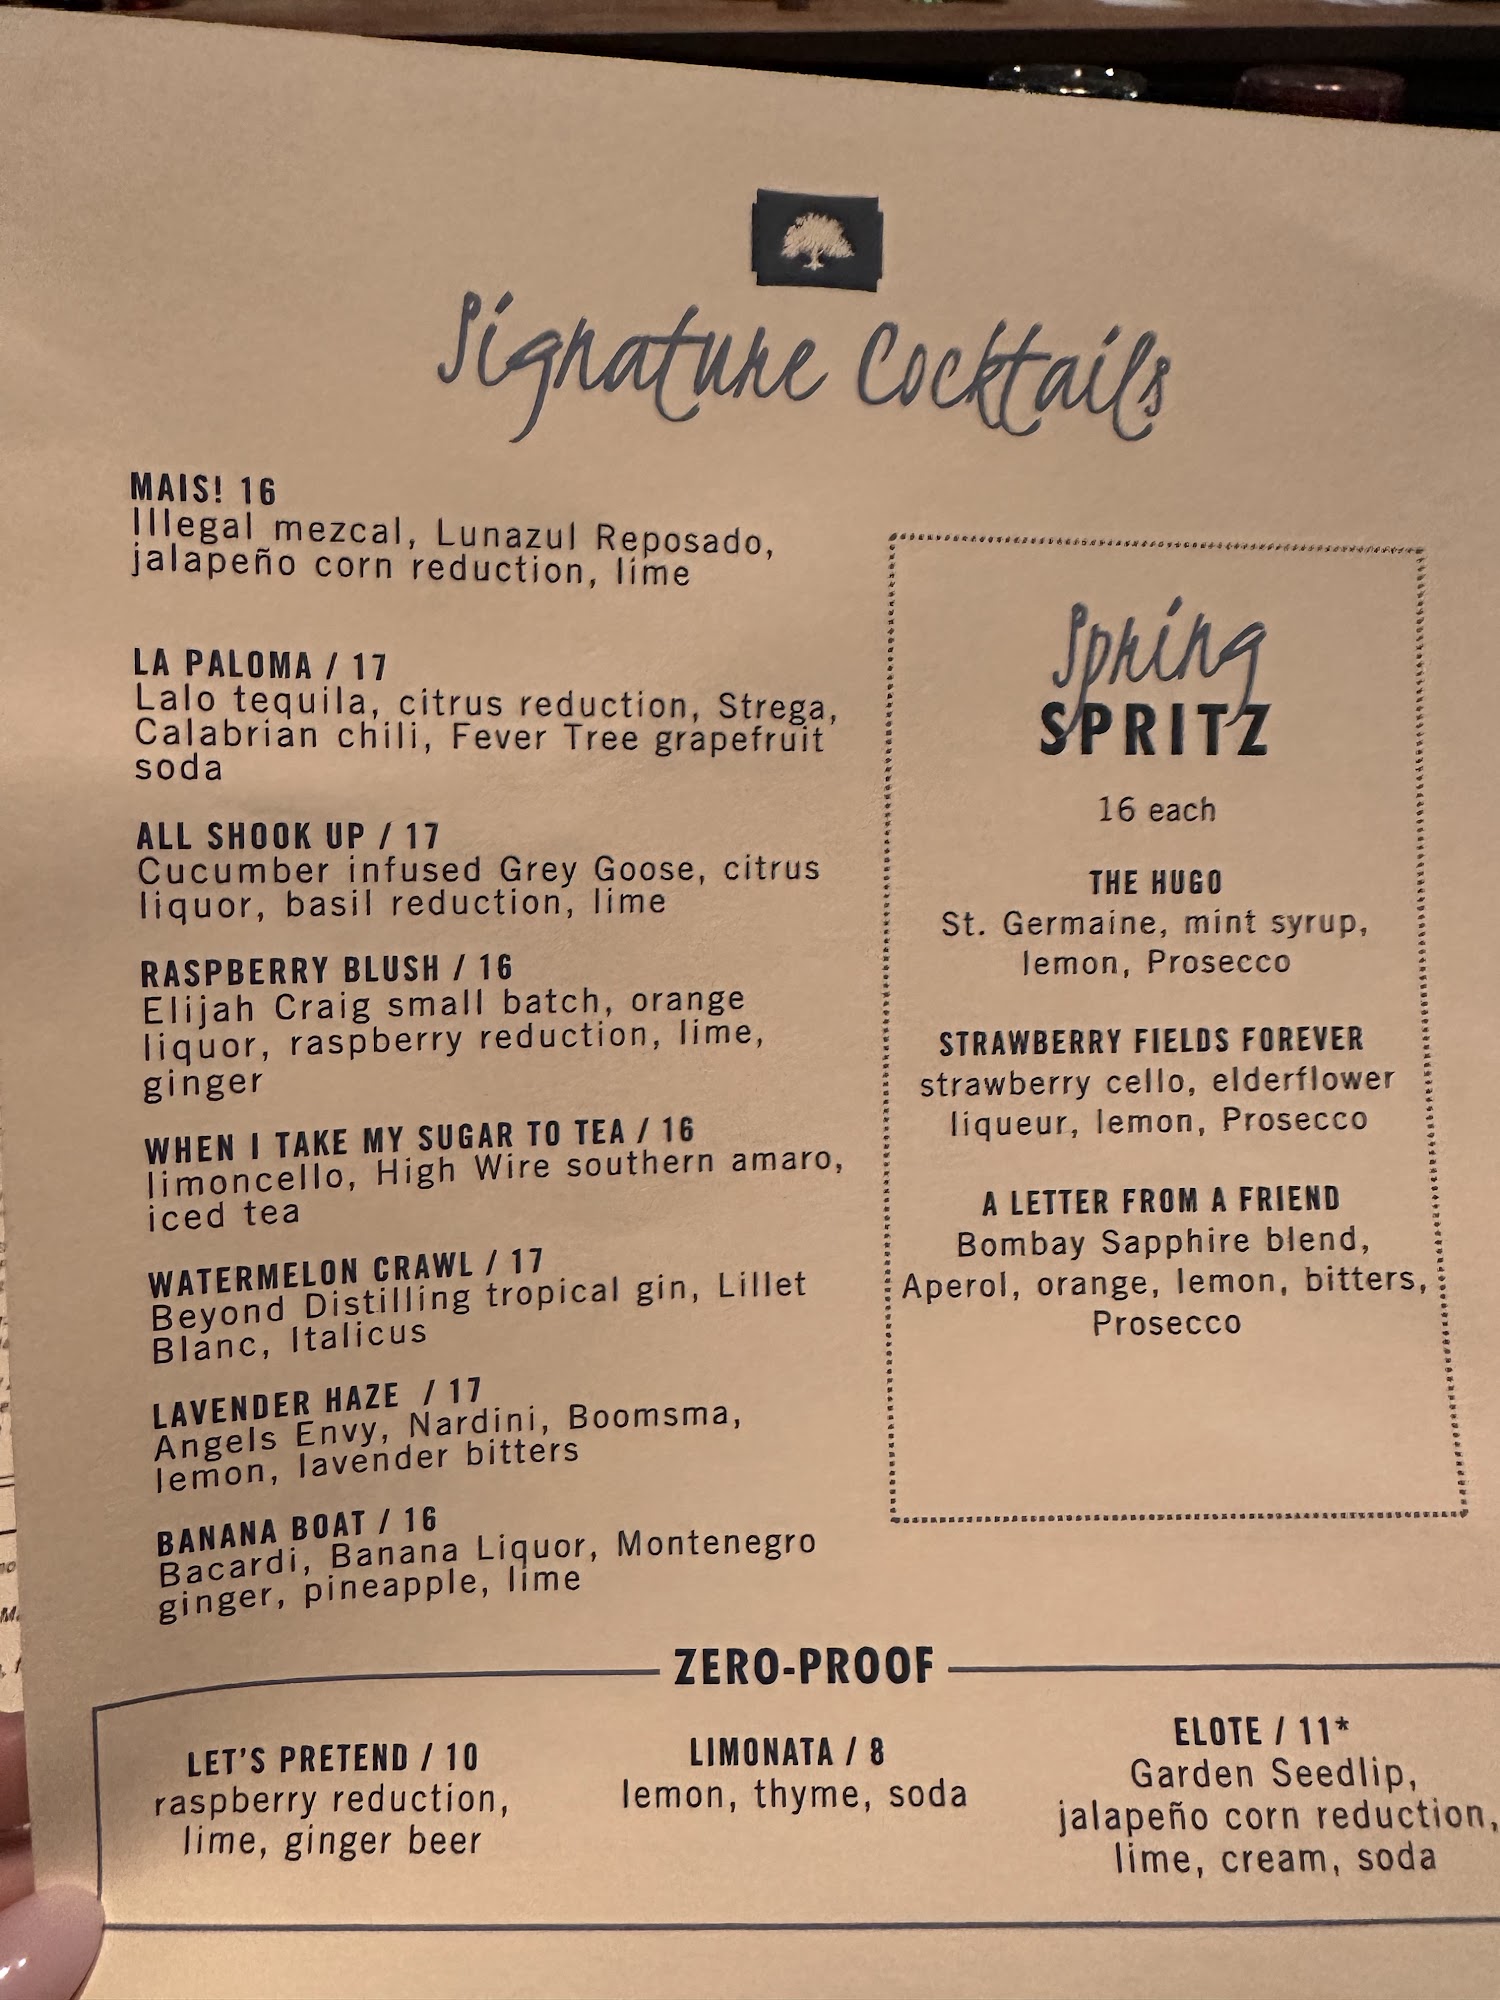 Signature Cocktails
MAIS! 16
Illegal mezcal, Lunazul Reposado,
jalapeño corn reduction, lime
LA PALOMA / 17
Lalo tequila, citrus reduction, Strega,
Calabrian chili, Fever Tree grapefruit
soda
ALL SHOOK UP / 17
Cucumber infused Grey Goose, citrus
liquor, basil reduction, lime
RASPBERRY BLUSH / 16
Elijah Craig small batch, orange
liquor, raspberry reduction, lime,
ginger
WHEN I TAKE MY SUGAR TO TEA / 16
limoncello, High Wire southern amaro,
iced tea
WATERMELON CRAWL / 17
Beyond Distilling tropical gin, Lillet
Blanc, Italicus
LAVENDER HAZE / 17
Angels Envy, Nardini, Boomsma,
lemon, lavender bitters
BANANA BOAT / 16
Bacardi, Banana Liquor, Montenegro
ginger, pineapple, lime
Spring
SPRITZ
16 each
THE HUGO
St. Germaine, mint syrup,
lemon, Prosecco
STRAWBERRY FIELDS FOREVER
strawberry cello, elderflower
liqueur, lemon, Prosecco
A LETTER FROM A FRIEND
Bombay Sapphire blend,
Aperol, orange, lemon, bitters,
Prosecco
ZERO-PROOF
LET'S PRETEND / 10
raspberry reduction,
lime, ginger beer
LIMONATA / 8
lemon, thyme, soda
ELOTE / 11*
Garden Seedlip,
jalapeño corn reduction,
lime, cream, soda